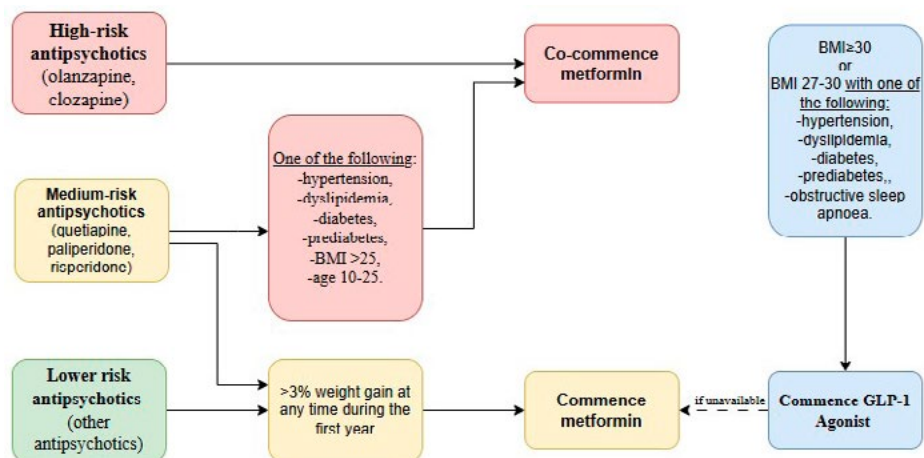 High-risk
antipsychotics
(olanzapine,
clozapine)
Co-commence
metformin
BMI≥30
or
BMI 27-30 with one of
the following:
-hypertension,
-dyslipidemia,
-diabetes,
-prediabetes,,
-obstructive sleep
apnoea.
One of the following:
-hypertension,
-dyslipidemia,
-diabetes,
-prediabetes,
-BMI >25,
-age 10-25.
Medium-risk
antipsychotics
(quetiapine,
paliperidone,
risperidone)
Lower risk
antipsychotics
(other
antipsychotics)
>3% weight gain at
any time during the
first year
Commence
metformin
if unavailable
Commence GLP-1
Agonist